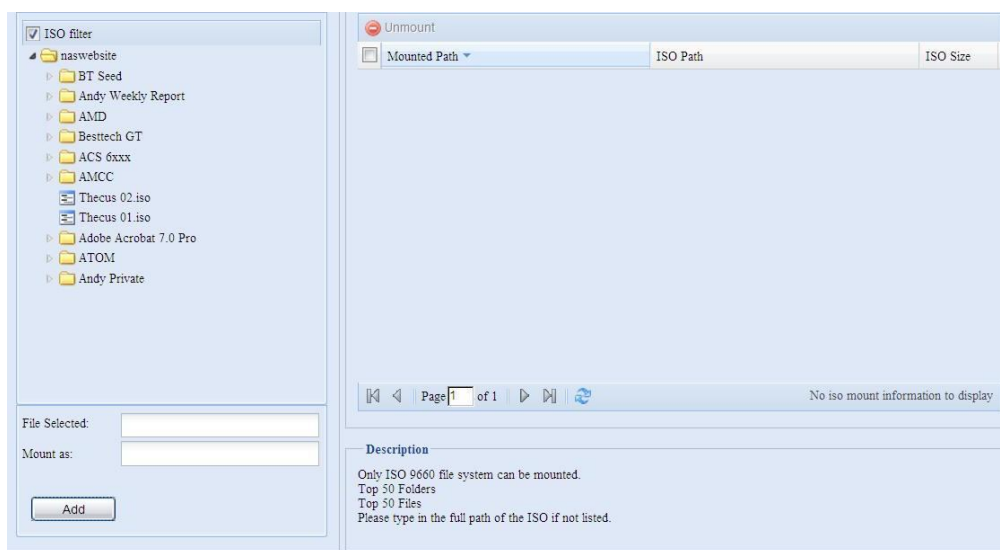 ISO filter
naswebsite
BT Seed
Andy Weekly Report
AMD
Besttech GT
ACS 6xxx
AMCC
Thecus 02.iso
Thecus 01.iso
Adobe Acrobat 7.0 Pro
ATOM
Andy Private
File Selected:
Mount as:
Add
Unmount
Mounted Path ISO Path ISO Size
Page 1 of 1 No iso mount information to display
Description
Only ISO 9660 file system can be mounted.
Top 50 Folders
Top 50 Files
Please type in the full path of the ISO if not listed.